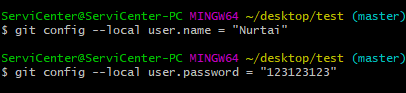 ServiCenter@ServiCenter-PC MINGW64 ~/desktop/test (master)
$ git config --local user.name = "Nurtai"
ServiCenter@ServiCenter-PC MINGW64 ~/desktop/test (master)
$ git config --local user.password = "123123123"